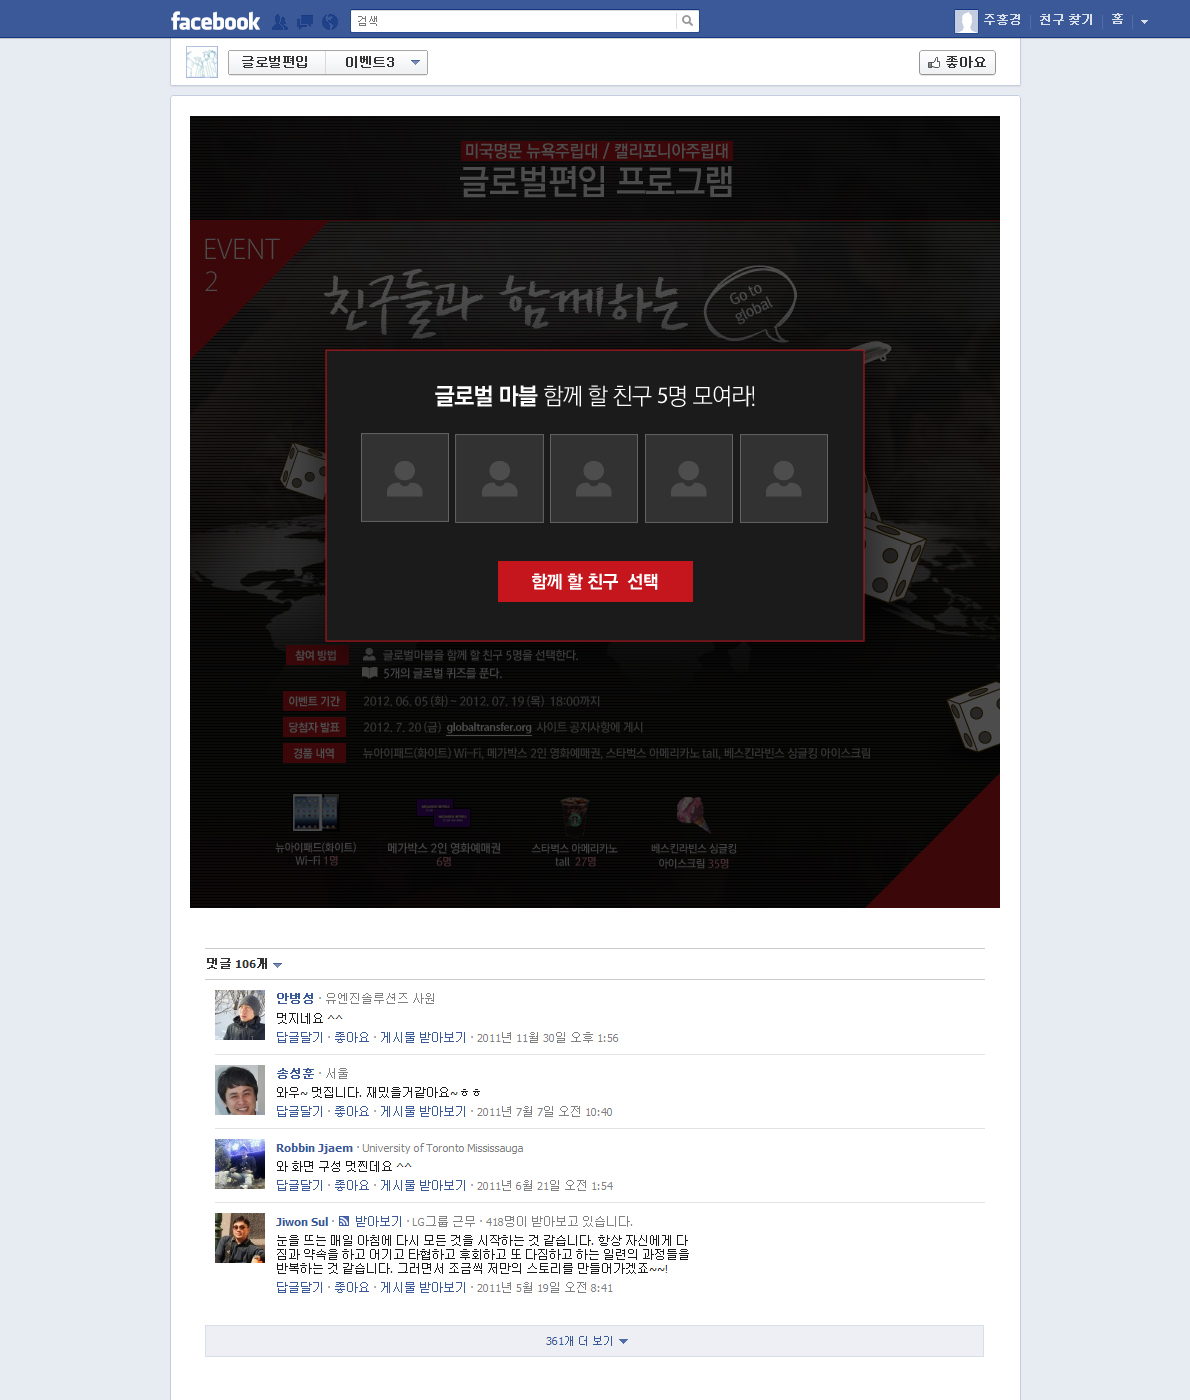 facebook
검색
주홍경
친구 찾기
홈
글로벌편입
이벤트3
좋아요
미국명문 뉴욕주립대 / 캘리포니아주립대
글로벌편입 프로그램
EVENT
2
친구들과 함께하는
Go to
global
글로벌 마블 함께 할 친구 5명 모여라!
함께 할 친구 선택
참여 방법
글로벌마블을 함께 할 친구 5명을 선택한다.
5개의 글로벌 퀴즈를 푼다.
이벤트 기간
2012. 06. 05 (화) ~ 2012. 07. 19 (목) 18:00까지
당첨자 발표
2012. 7. 20 (금) globaltransfer.org 사이트 공지사항에 게시
경품 내역
뉴아이패드(화이트) Wi-Fi, 메가박스 2인 영화예매권, 스타벅스 아메리카노 tall, 베스킨라빈스 싱글킹 아이스크림
뉴아이패드(화이트)
Wi-Fi 1명
메가박스 2인 영화예매권
6명
스타벅스 아메리카노
tall 27명
베스킨라빈스 싱글킹
아이스크림 35명
댓글 106개
안병성 · 유엔진솔루션즈 사원
멋지네요 ^^
답글달기 · 좋아요 · 게시물 받아보기 · 2011년 11월 30일 오후 1:56
송성훈 · 서울
와우~ 멋집니다. 재밌을거같아요~ㅎㅎ
답글달기 · 좋아요 · 게시물 받아보기 · 2011년 7월 7일 오전 10:40
Robbin Jjaem · University of Toronto Mississauga
와 화면 구성 멋찐데요 ^^
답글달기 · 좋아요 · 게시물 받아보기 · 2011년 6월 21일 오전 1:54
Jiwon Sul · 받아보기 · LG그룹 근무 · 418명이 받아보고 있습니다.
눈을 뜨는 매일 아침에 다시 모든 것을 시작하는 것 같습니다. 항상 자신에게 다
짐과 약속을 하고 어기고 타협하고 후회하고 또 다짐하고 하는 일련의 과정들을
반복하는 것 같습니다. 그러면서 조금씩 저만의 스토리를 만들어가겠죠~~!
답글달기 · 좋아요 · 게시물 받아보기 · 2011년 5월 19일 오전 8:41
361개 더 보기